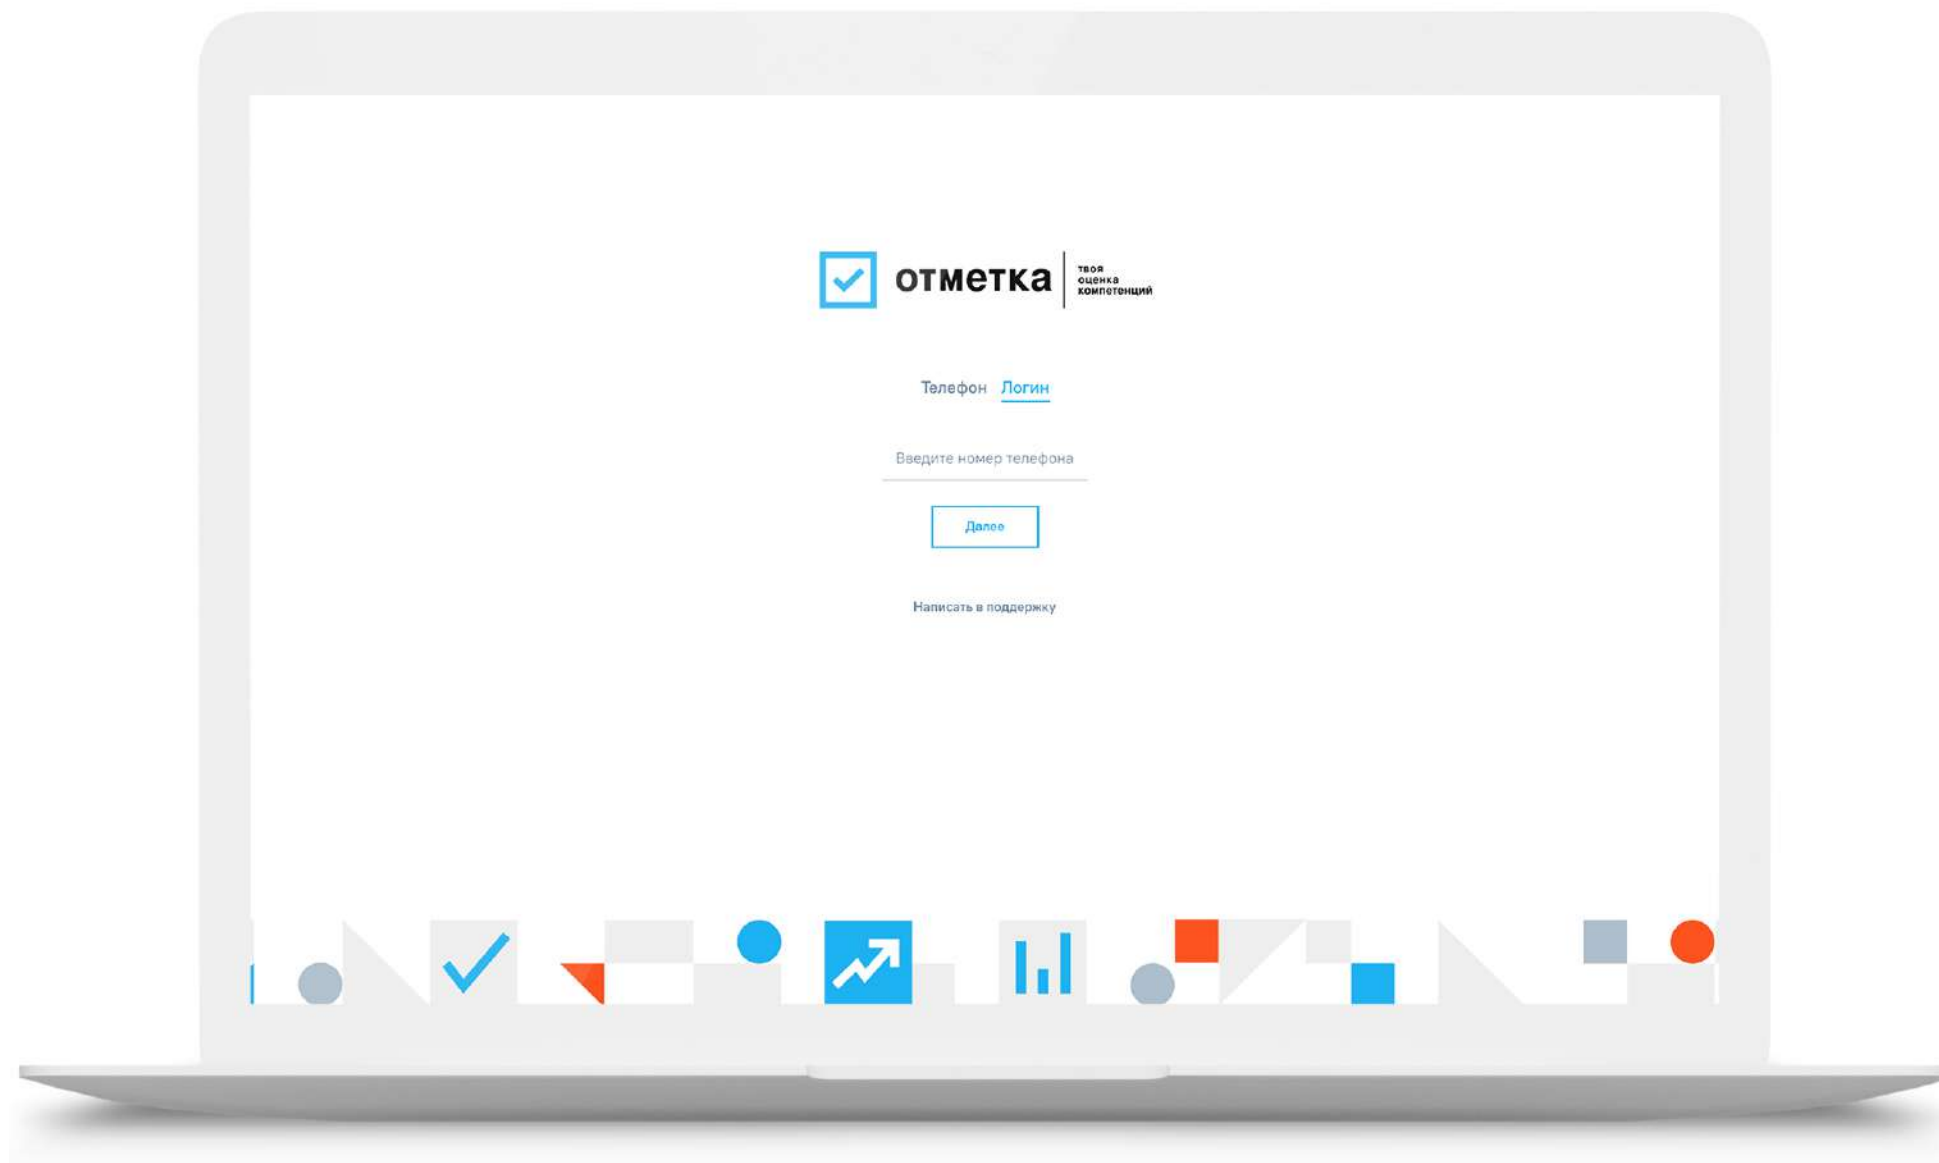 отметка
твоя
оценка
компетенций
Телефон Логин
Введите номер телефона
Далее
Написать в поддержку